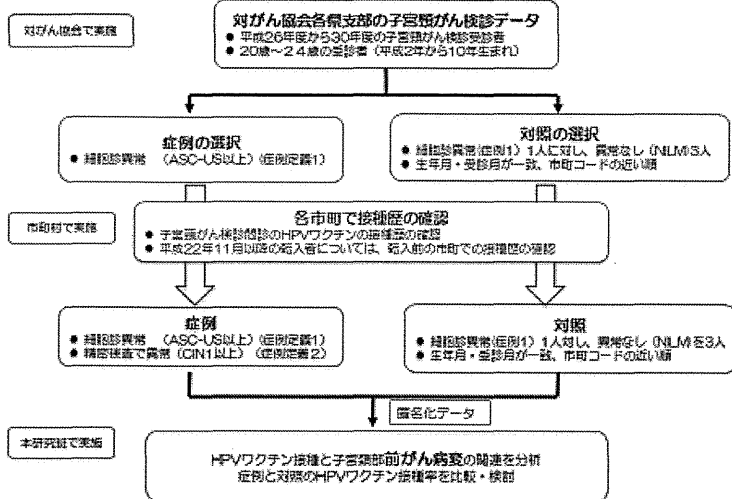 対がん協会で実施
対がん協会各県支部の子宮頸がん検診データ
● 平成26年度から30年度の子宮頸がん検診受診者
● 20歳～24歳の受診者（平成2年から10年生まれ）
症例の選択
● 細胞診異常　（ASC-US以上）（症例定義1）
対照の選択
● 細胞診異常（症例1）1人に対し、異常なし（NILM）3人
● 生年月・受診月が一致、市町コードの近い順
市町村で実施
各市町で接種歴の確認
● 子宮頸がん検診問診のHPVワクチンの接種歴の確認
● 平成22年11月以降の転入者については、転入前の市町での接種歴の確認
症例
● 細胞診異常　（ASC-US以上）（症例定義1）
● 精密検査で異常（CIN1以上）（症例定義2）
対照
● 細胞診異常（症例1）1人対し、異常なし（NILM）を3人
● 生年月・受診月が一致、市町コードの近い順
匿名化データ
本研究班で実施
HPVワクチン接種と子宮頸部前がん病変の関連を分析
症例と対照のHPVワクチン接種率を比較・検討